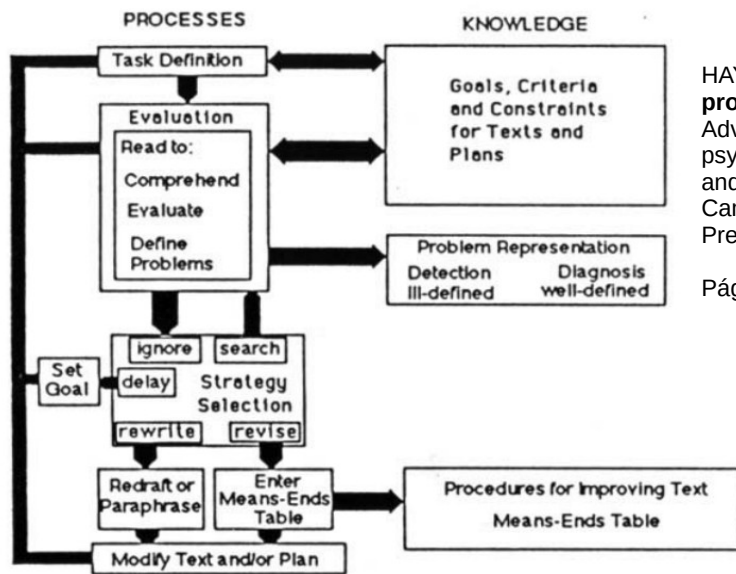 PROCESSES
KNOWLEDGE
Task Definition
Goals, Criteria
and Constraints
for Texts and
Plans
Evaluation
Read to:
Comprehend
Evaluate
Define
Problems
Problem Representation
Detection Diagnosis
Ill-defined well-defined
ignore search
Set
Goal
delay
Strategy
Selection
rewrite revise
Redraft or
Paraphrase
Enter
Means-Ends
Table
Procedures for Improving Text
Means-Ends Table
Modify Text and/or Plan
Adv
psy
and
Pre
Pág